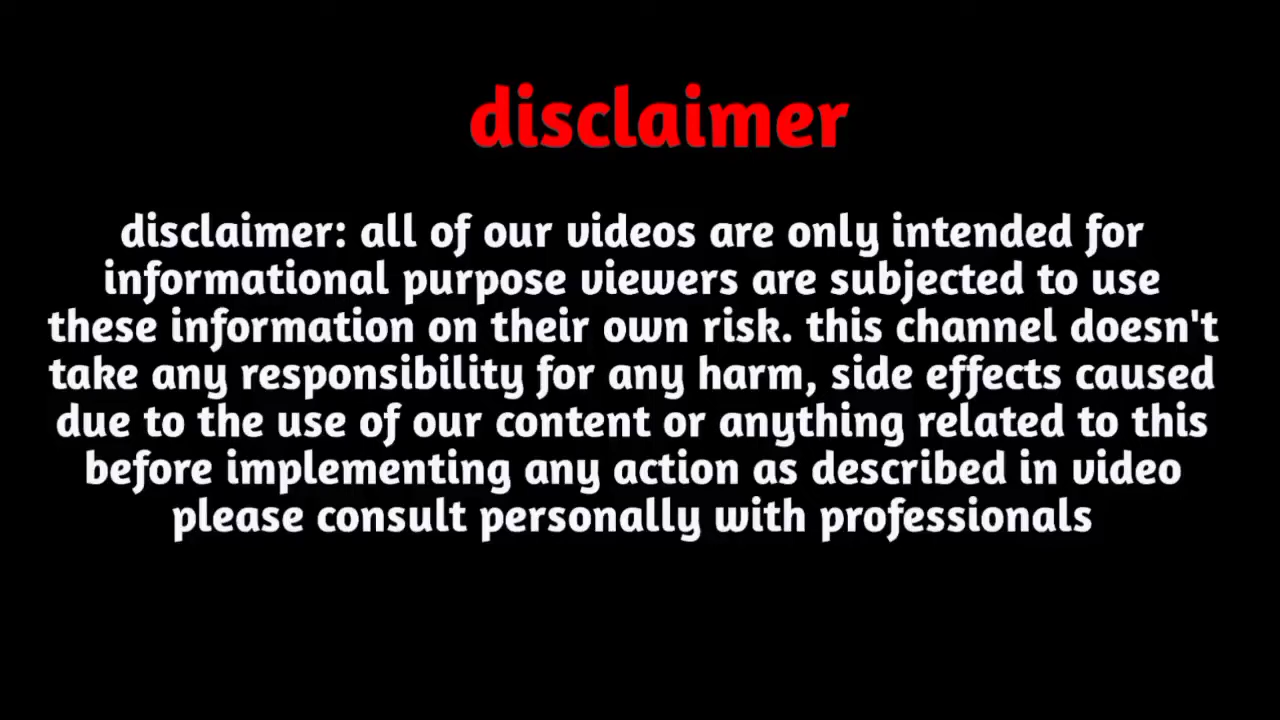 disclaimer
disclaimer: all of our videos are only intended for
informational purpose viewers are subjected to use
these information on their own risk. this channel doesn't
take any responsibility for any harm, side effects caused
due to the use of our content or anything related to this
before implementing any action as described in video
please consult personally with professionals